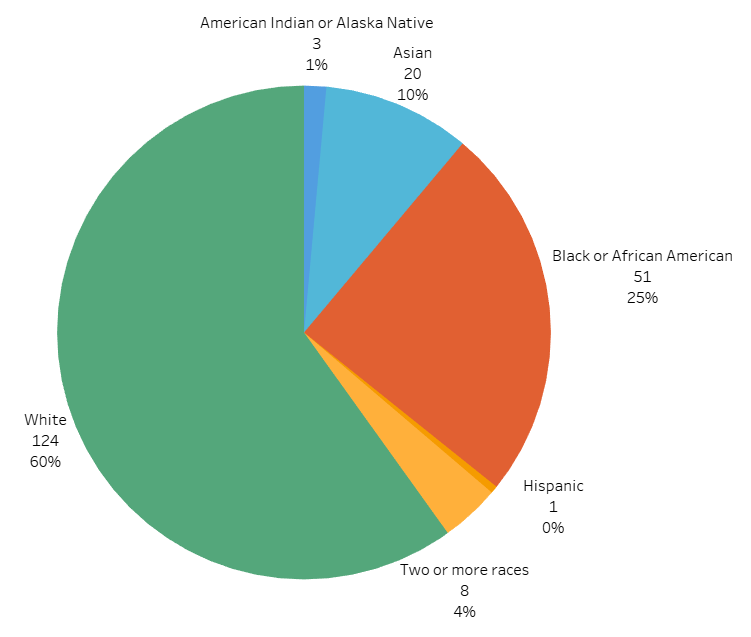 American Indian or Alaska Native
3
1%
Asian
20
10%
Black or African American
51
25%
White
124
60%
Hispanic
1
0%
Two or more races
8
4%